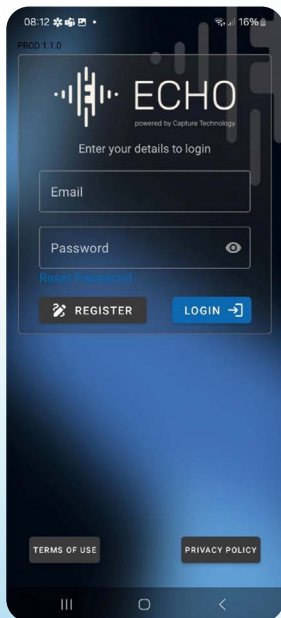 08:12 16%
PROD 1.1.0
ECHO
powered by Capture Technology
Enter your details to login
Email
Password
Reset Password
REGISTER LOGIN
TERMS OF USE PRIVACY POLICY